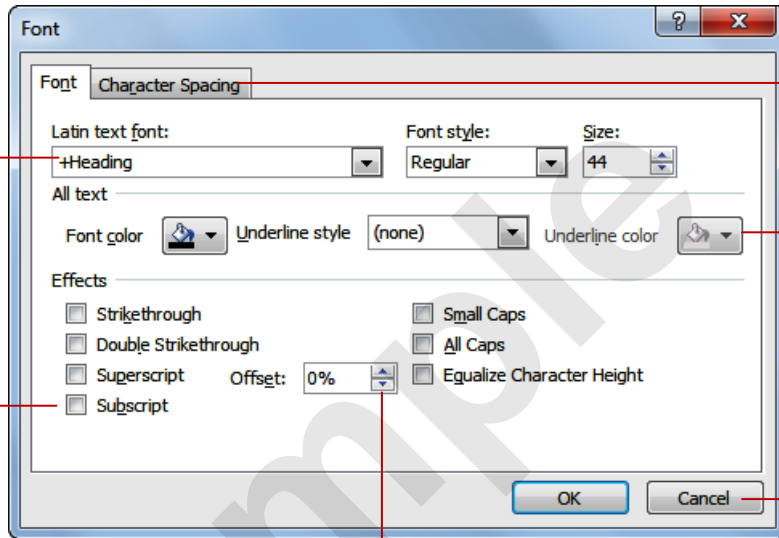 Font
Font Character Spacing
Latin text font: Font style: Size:
+Heading Regular 44
All text
Font color Underline style (none) Underline color
Effects
Strikethrough Small Caps
Double Strikethrough All Caps
Superscript Offset: 0% Equalize Character Height
Subscript
OK Cancel